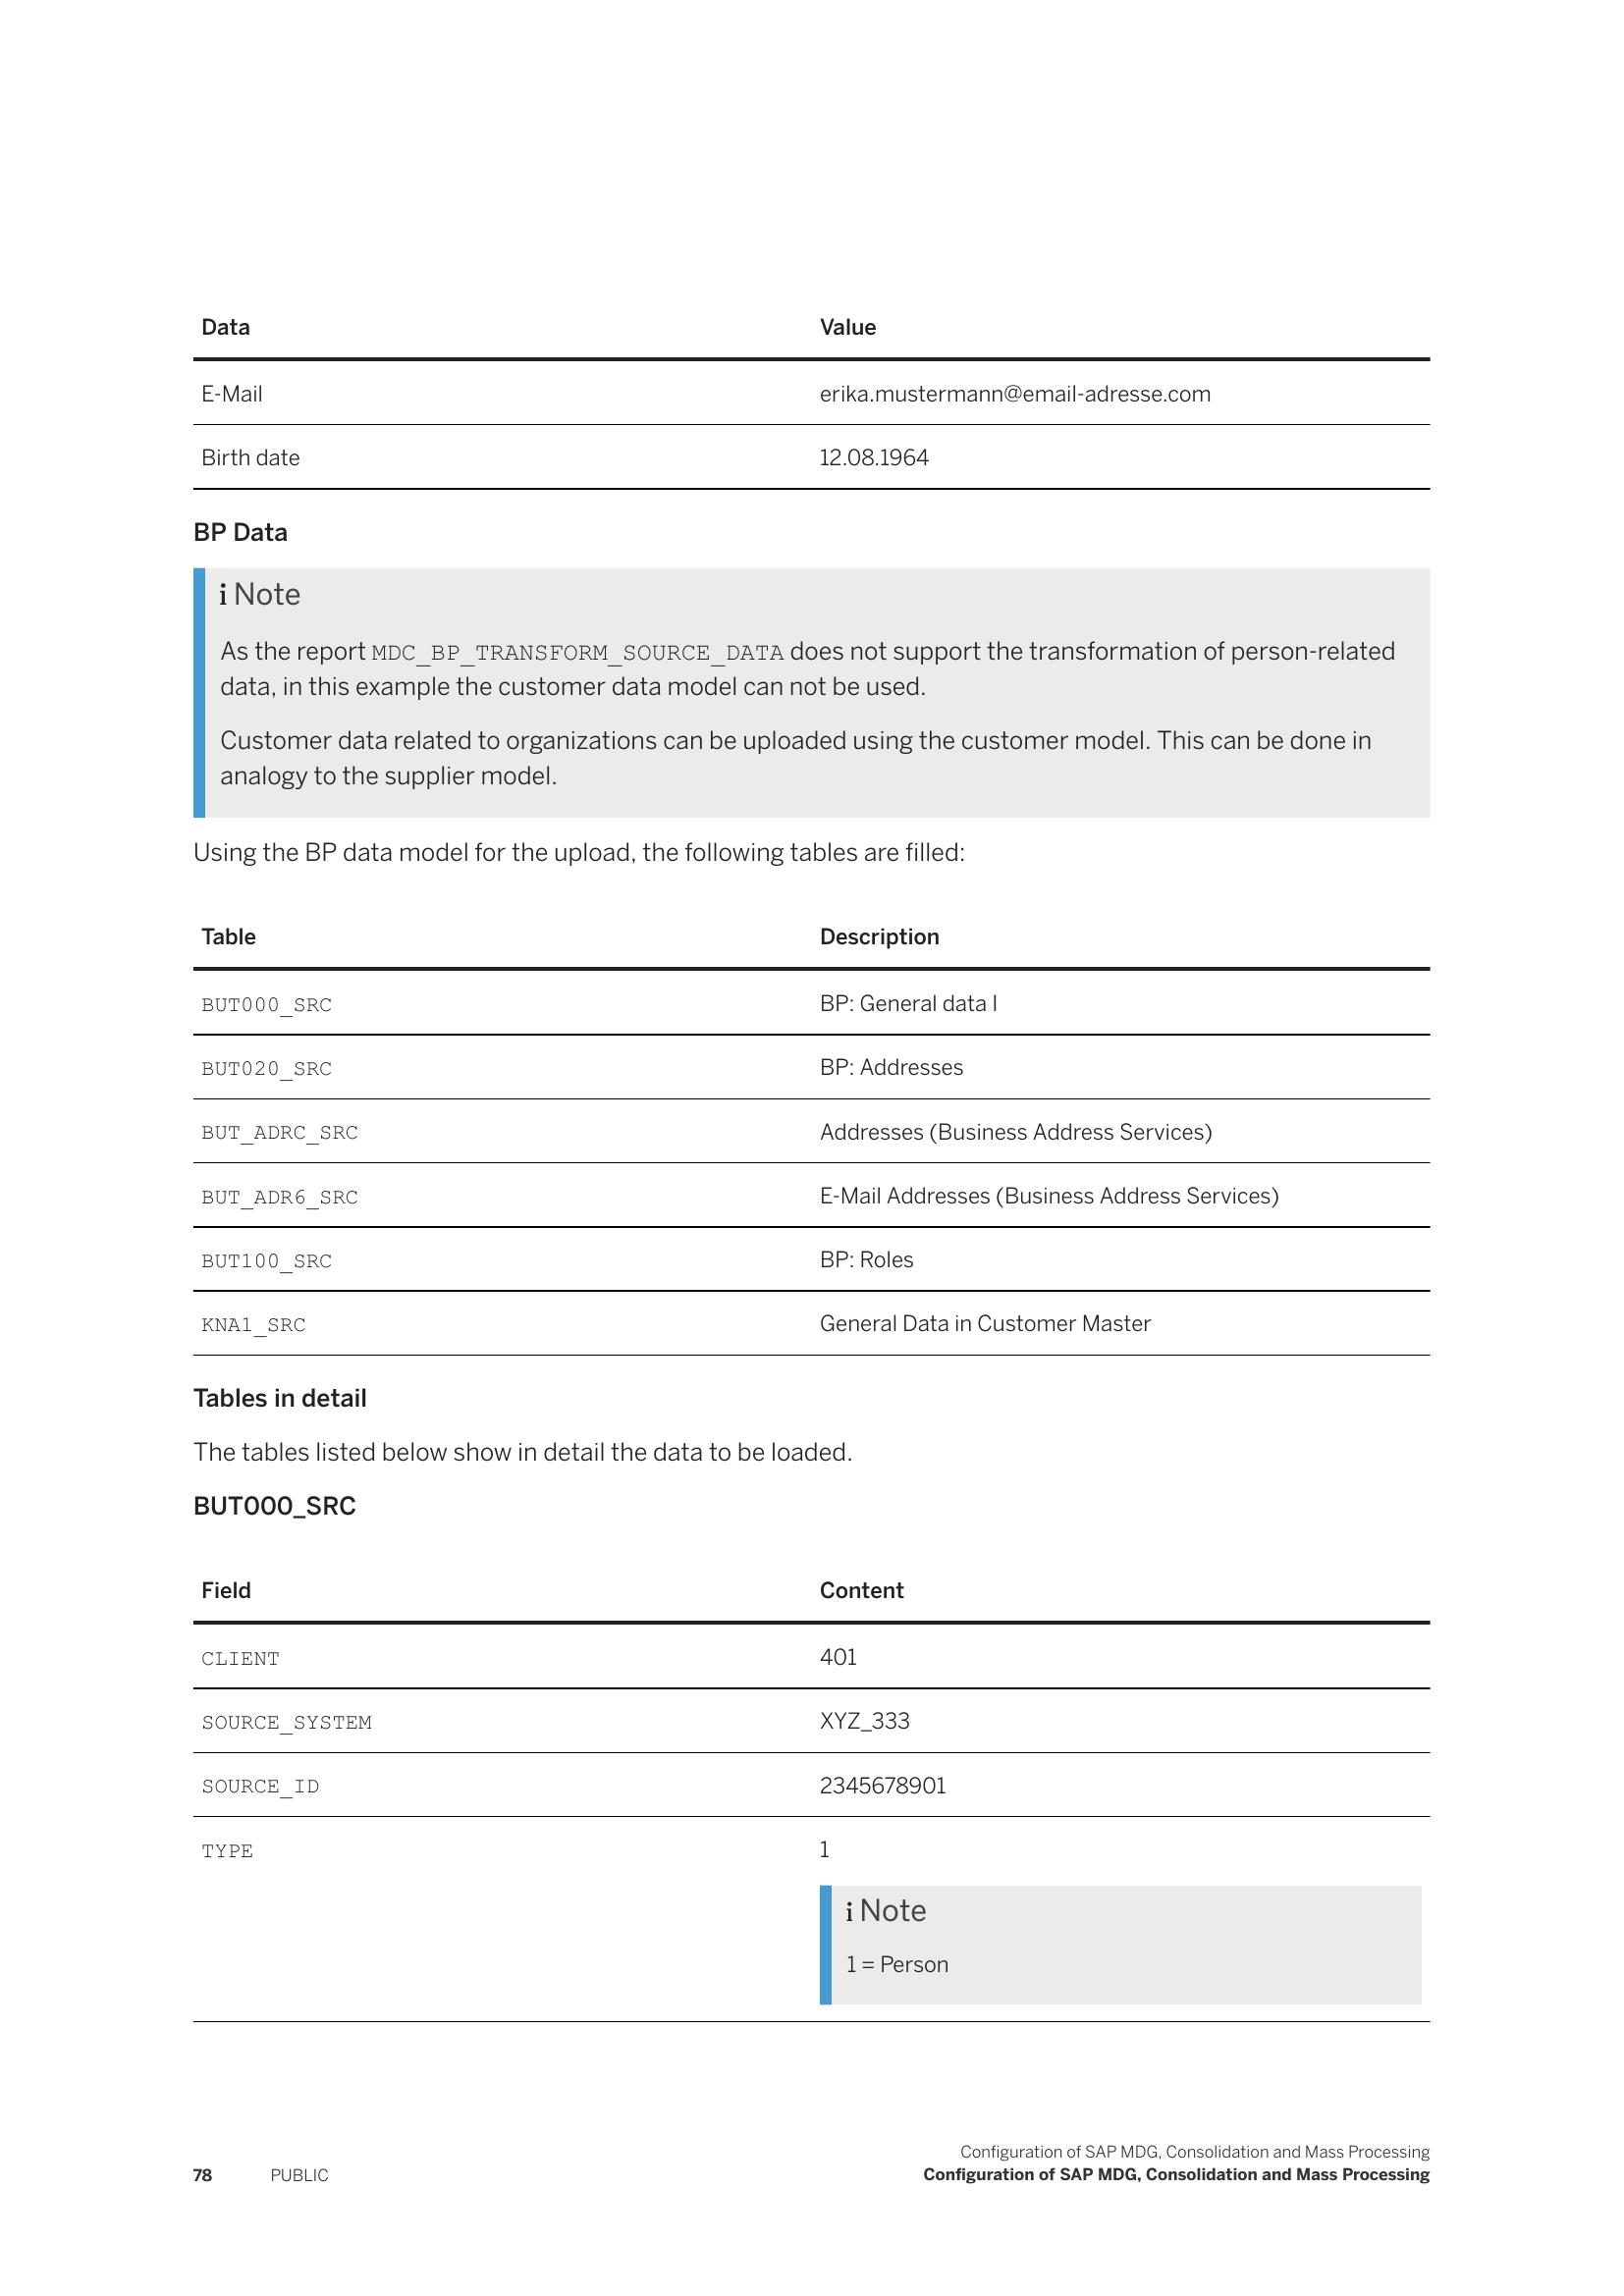 Data Value
E-Mail erika.mustermann@email-adresse.com
Birth date 12.08.1964
BP Data
i Note
As the report MDC_BP_TRANSFORM_SOURCE_DATA does not support the transformation of person-related
data, in this example the customer data model can not be used.
Customer data related to organizations can be uploaded using the customer model. This can be done in
analogy to the supplier model.
Using the BP data model for the upload, the following tables are filled:
Table Description
BUT000_SRC BP: General data I
BUT020_SRC BP: Addresses
BUT_ADRC_SRC Addresses (Business Address Services)
BUT_ADR6_SRC E-Mail Addresses (Business Address Services)
BUT100_SRC BP: Roles
KNA1_SRC General Data in Customer Master
Tables in detail
The tables listed below show in detail the data to be loaded.
BUT000_SRC
Field Content
CLIENT 401
SOURCE_SYSTEM XYZ_333
SOURCE_ID 2345678901
TYPE 1
i Note
1 = Person
Configuration of SAP MDG, Consolidation and Mass Processing
78 PUBLIC Configuration of SAP MDG, Consolidation and Mass Processing